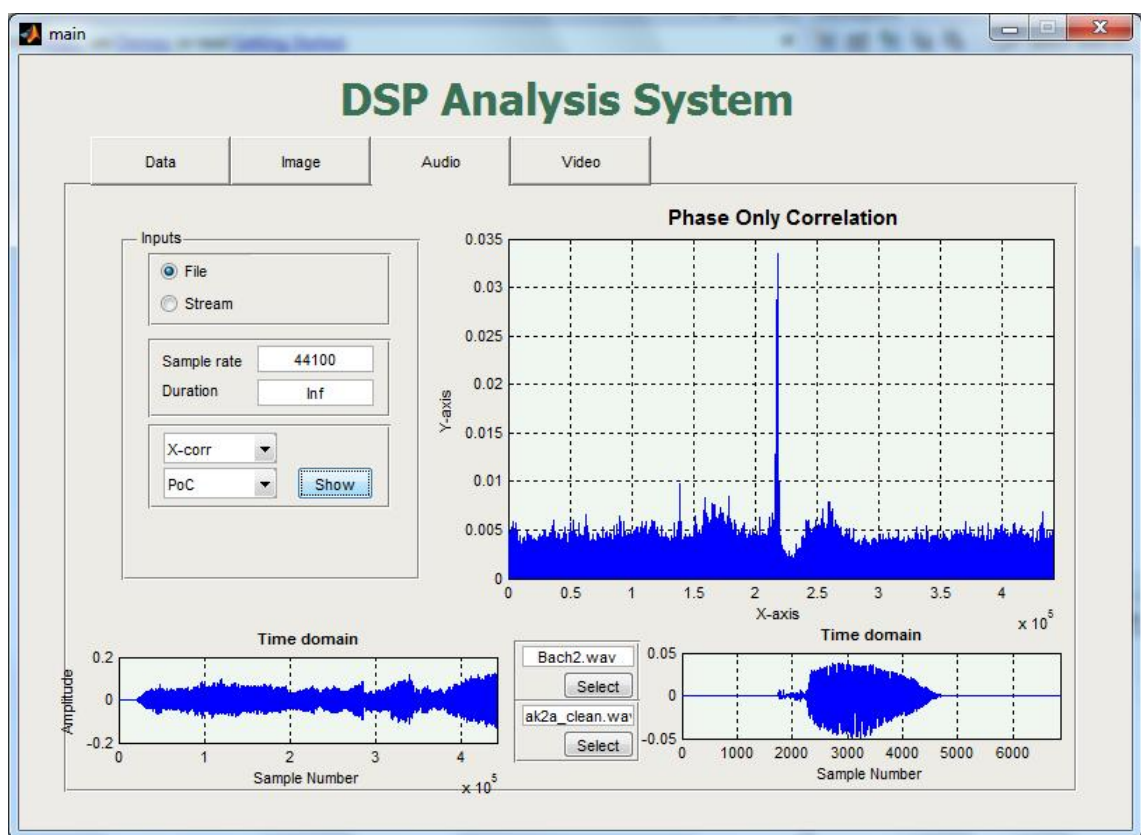 main
DSP Analysis System
Data
Image
Audio
Video
Inputs
File
Stream
Sample rate
44100
Duration
Inf
X-corr
PoC
Show
Phase Only Correlation
0.035
0.03
0.025
0.02
0.015
0.01
0.005
0
Y-axis
0 0.5 1 1.5 2 2.5 3 3.5 4
X-axis
x 10^5
Time domain
0.2
0
-0.2
Amplitude
0 1 2 3 4
Sample Number
x 10^5
Bach2.wav
Select
ak2a_clean.wav
Select
Time domain
0.05
0
-0.05
0 1000 2000 3000 4000 5000 6000
Sample Number